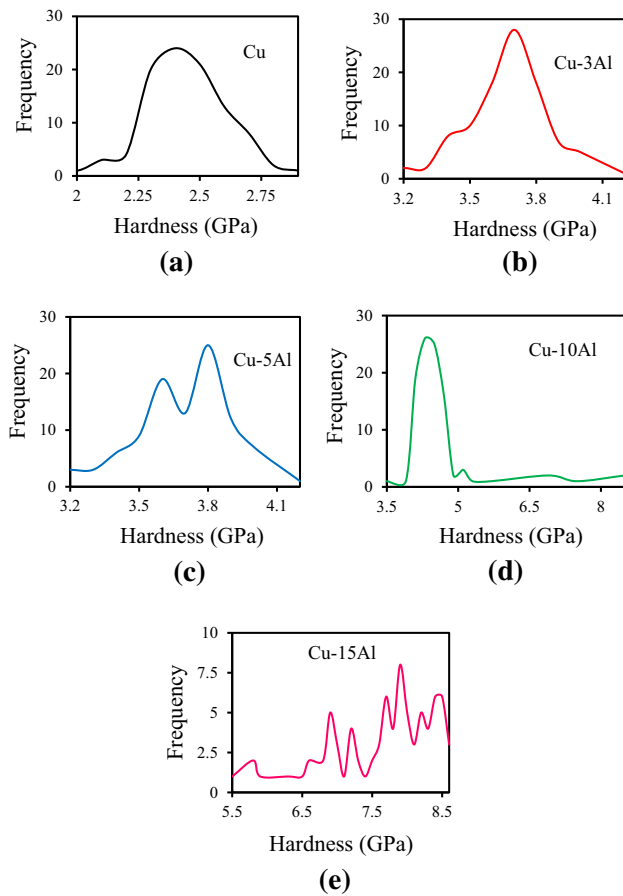 30
20
10
0
Frequency
Cu
2
2.25
2.5
2.75
Hardness (GPa)
(a)
30
20
10
0
Frequency
Cu-3Al
3.2
3.5
3.8
4.1
Hardness (GPa)
(b)
30
20
10
0
Frequency
Cu-5Al
3.2
3.5
3.8
4.1
Hardness (GPa)
(c)
30
20
10
0
Frequency
Cu-10Al
3.5
5
6.5
8
Hardness (GPa)
(d)
10
7.5
5
2.5
0
Frequency
Cu-15Al
5.5
6.5
7.5
8.5
Hardness (GPa)
(e)